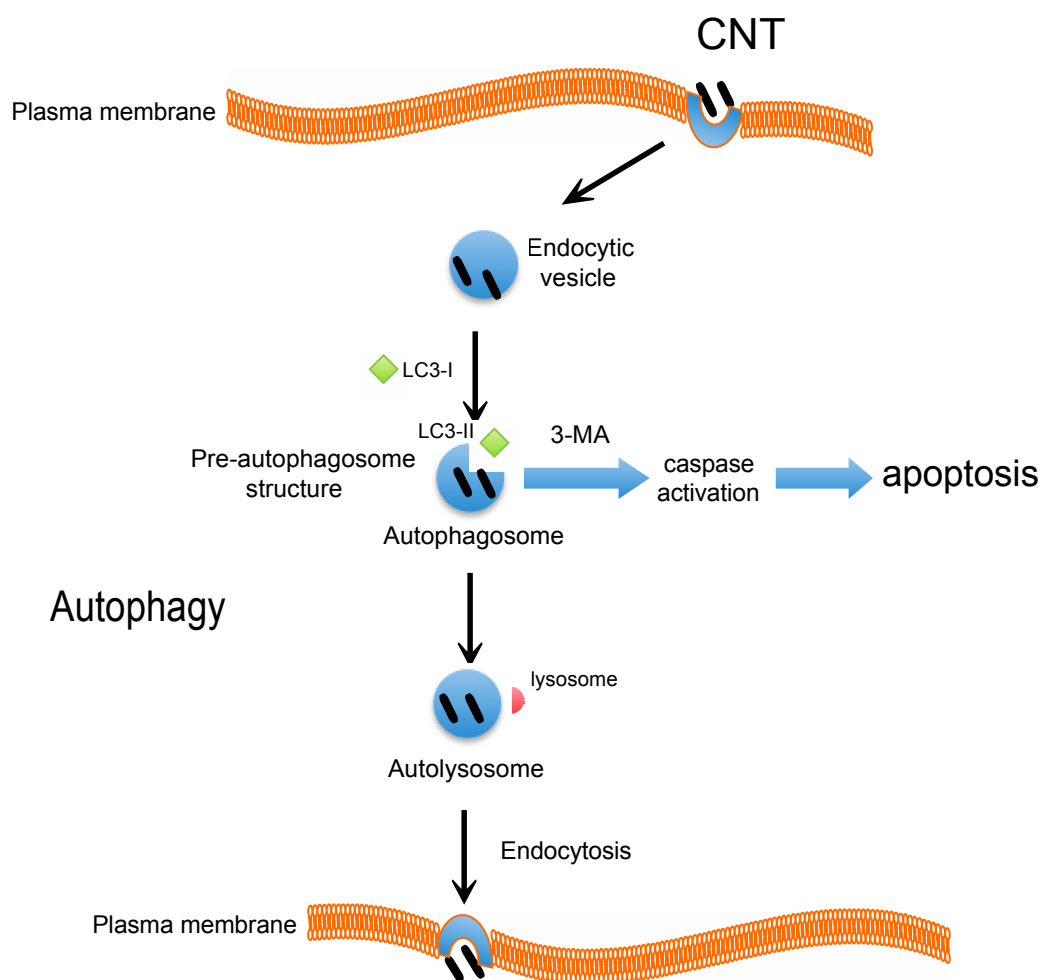 CNT
Plasma membrane
Endocytic
vesicle
LC3-I
LC3-II
3-MA
Pre-autophagosome
structure
caspase
activation
apoptosis
Autophagosome
Autophagy
lysosome
Autolysosome
Endocytosis
Plasma membrane